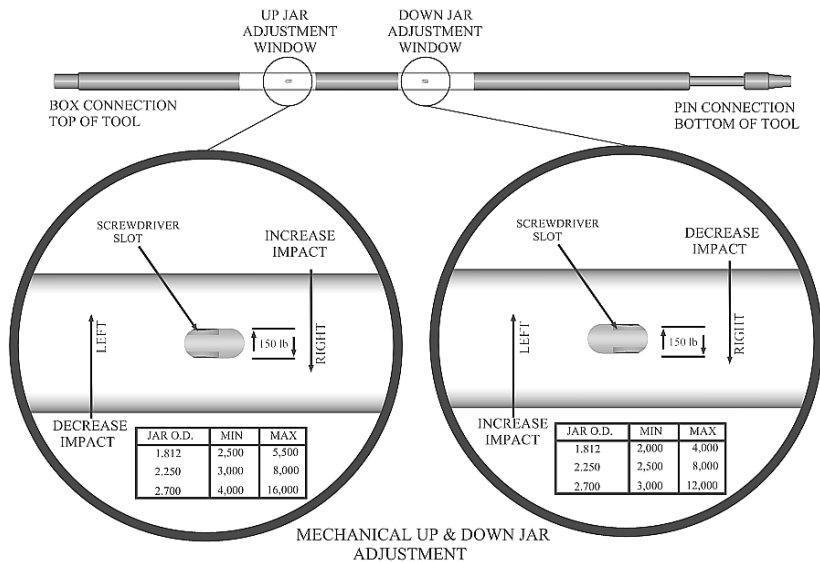 UP JAR
ADJUSTMENT
WINDOW
DOWN JAR
ADJUSTMENT
WINDOW
BOX CONNECTION
TOP OF TOOL
PIN CONNECTION
BOTTOM OF TOOL
SCREWDRIVER
SLOT
INCREASE
IMPACT
LEFT
150 lb
RIGHT
DECREASE
IMPACT
JAR O.D. MIN MAX
1.812 2,500 5,500
2.250 3,000 8,000
2.700 4,000 16,000
SCREWDRIVER
SLOT
DECREASE
IMPACT
LEFT
150 lb
RIGHT
INCREASE
IMPACT
JAR O.D. MIN MAX
1.812 2,000 4,000
2.250 2,500 8,000
2.700 3,000 12,000
MECHANICAL UP & DOWN JAR
ADJUSTMENT